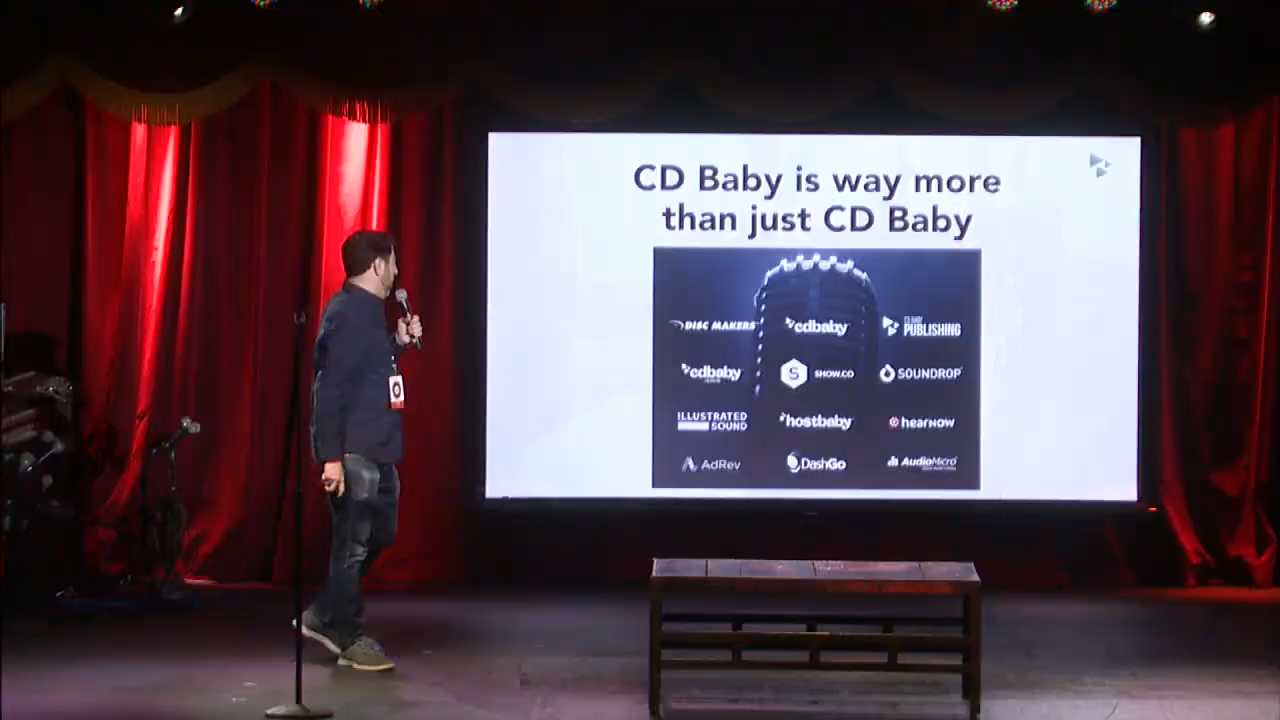 CD Baby is way more
than just CD Baby
DISC MAKERS
cdbaby
PUBLISHING
cdbaby
S
SHOW.CO
SOUNDROP
ILLUSTRATED
SOUND
hostbaby
hearNOW
AdRev
DashGo
AudioMicro